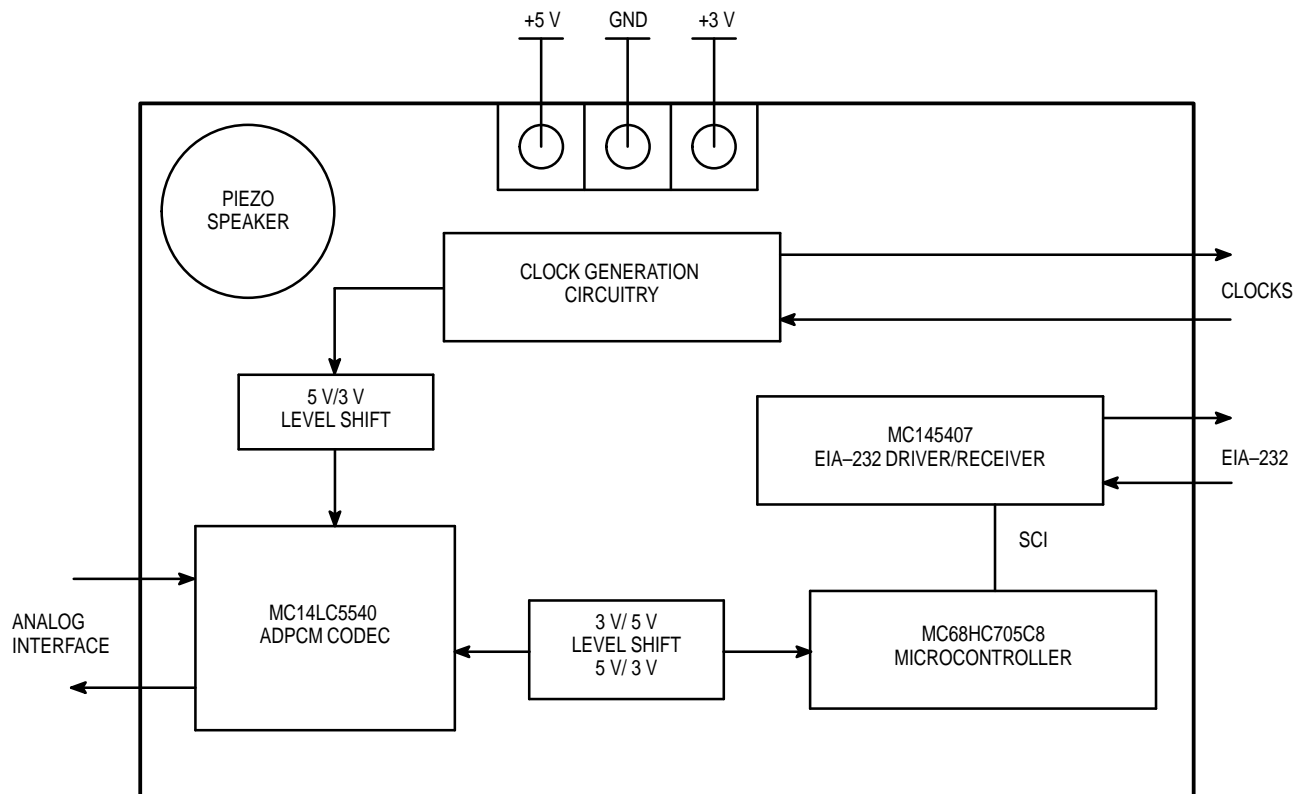 +5 V
GND
+3 V
PIEZO
SPEAKER
CLOCK GENERATION
CIRCUITRY
CLOCKS
5 V/3 V
LEVEL SHIFT
MC145407
EIA–232 DRIVER/RECEIVER
EIA–232
SCI
ANALOG
INTERFACE
MC14LC5540
ADPCM CODEC
3 V/ 5 V
LEVEL SHIFT
5 V/ 3 V
MC68HC705C8
MICROCONTROLLER